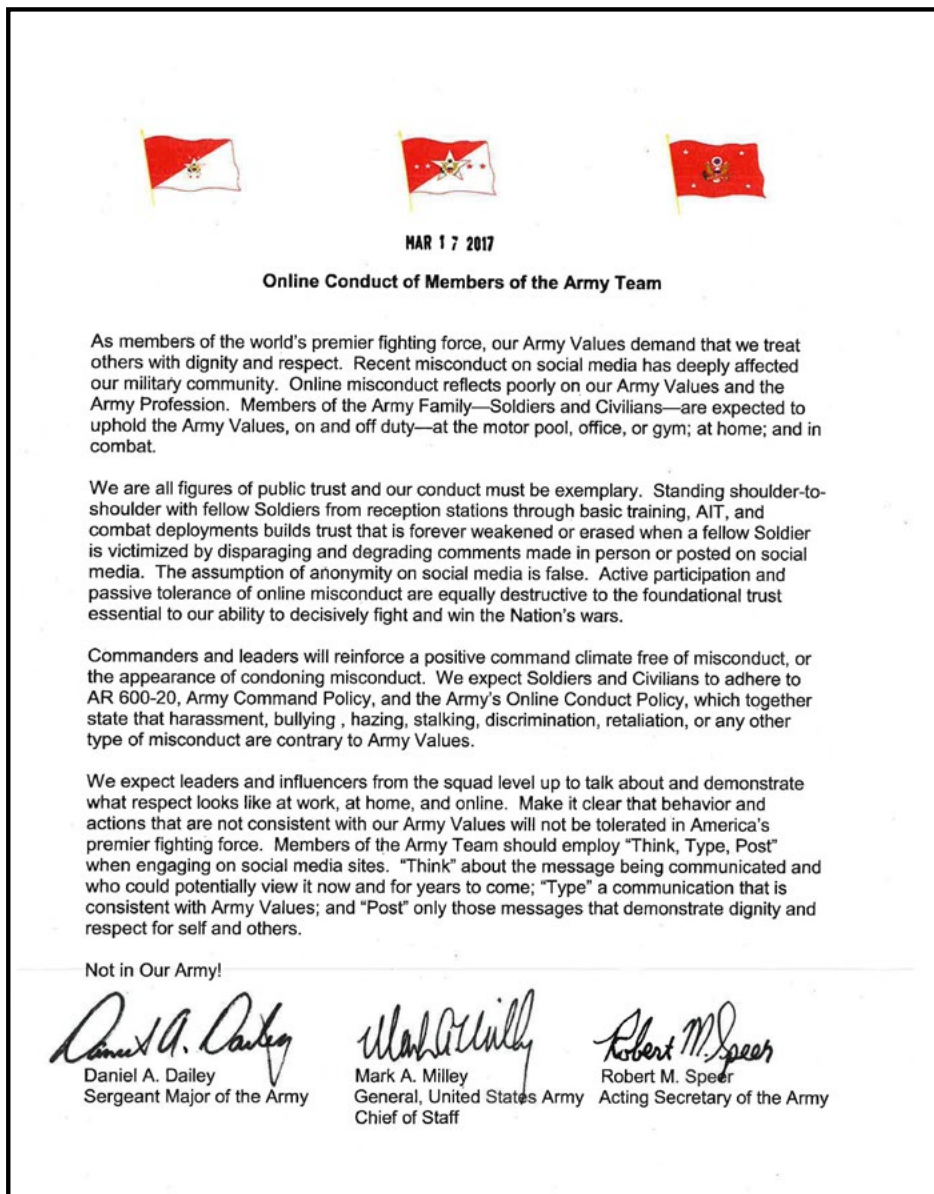 MAR 17 2017
Online Conduct of Members of the Army Team
As members of the world's premier fighting force, our Army Values demand that we treat
others with dignity and respect.  Recent misconduct on social media has deeply affected
our military community.  Online misconduct reflects poorly on our Army Values and the
Army Profession.  Members of the Army Family—Soldiers and Civilians—are expected to
uphold the Army Values, on and off duty—at the motor pool, office, or gym; at home; and in
combat.
We are all figures of public trust and our conduct must be exemplary.  Standing shoulder-to-
shoulder with fellow Soldiers from reception stations through basic training, AIT, and
combat deployments builds trust that is forever weakened or erased when a fellow Soldier
is victimized by disparaging and degrading comments made in person or posted on social
media.  The assumption of anonymity on social media is false.  Active participation and
passive tolerance of online misconduct are equally destructive to the foundational trust
essential to our ability to decisively fight and win the Nation's wars.
Commanders and leaders will reinforce a positive command climate free of misconduct, or
the appearance of condoning misconduct.  We expect Soldiers and Civilians to adhere to
AR 600-20, Army Command Policy, and the Army's Online Conduct Policy, which together
state that harassment, bullying , hazing, stalking, discrimination, retaliation, or any other
type of misconduct are contrary to Army Values.
We expect leaders and influencers from the squad level up to talk about and demonstrate
what respect looks like at work, at home, and online.  Make it clear that behavior and
actions that are not consistent with our Army Values will not be tolerated in America's
premier fighting force.  Members of the Army Team should employ "Think, Type, Post"
when engaging on social media sites.  "Think" about the message being communicated and
who could potentially view it now and for years to come; "Type" a communication that is
consistent with Army Values; and "Post" only those messages that demonstrate dignity and
respect for self and others.
Not in Our Army!
Daniel A. Dailey Mark A. Milley Robert M. Speer
Daniel A. Dailey Mark A. Milley Robert M. Speer
Sergeant Major of the Army General, United States Army Acting Secretary of the Army
Chief of Staff